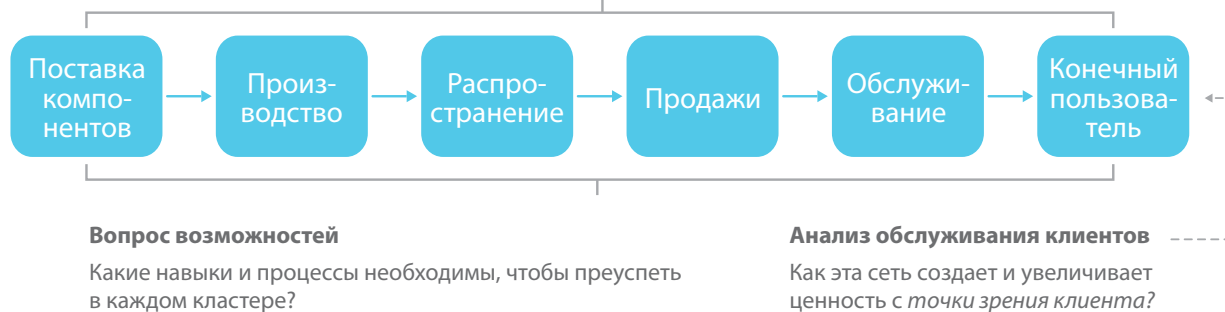 Поставка
компо-
нентов
Произ-
водство
Распро-
странение
Продажи
Обслужи-
вание
Конечный
пользова-
тель
Вопрос возможностей
Какие навыки и процессы необходимы, чтобы преуспеть
в каждом кластере?
Анализ обслуживания клиентов
Как эта сеть создает и увеличивает
ценность с точки зрения клиента?